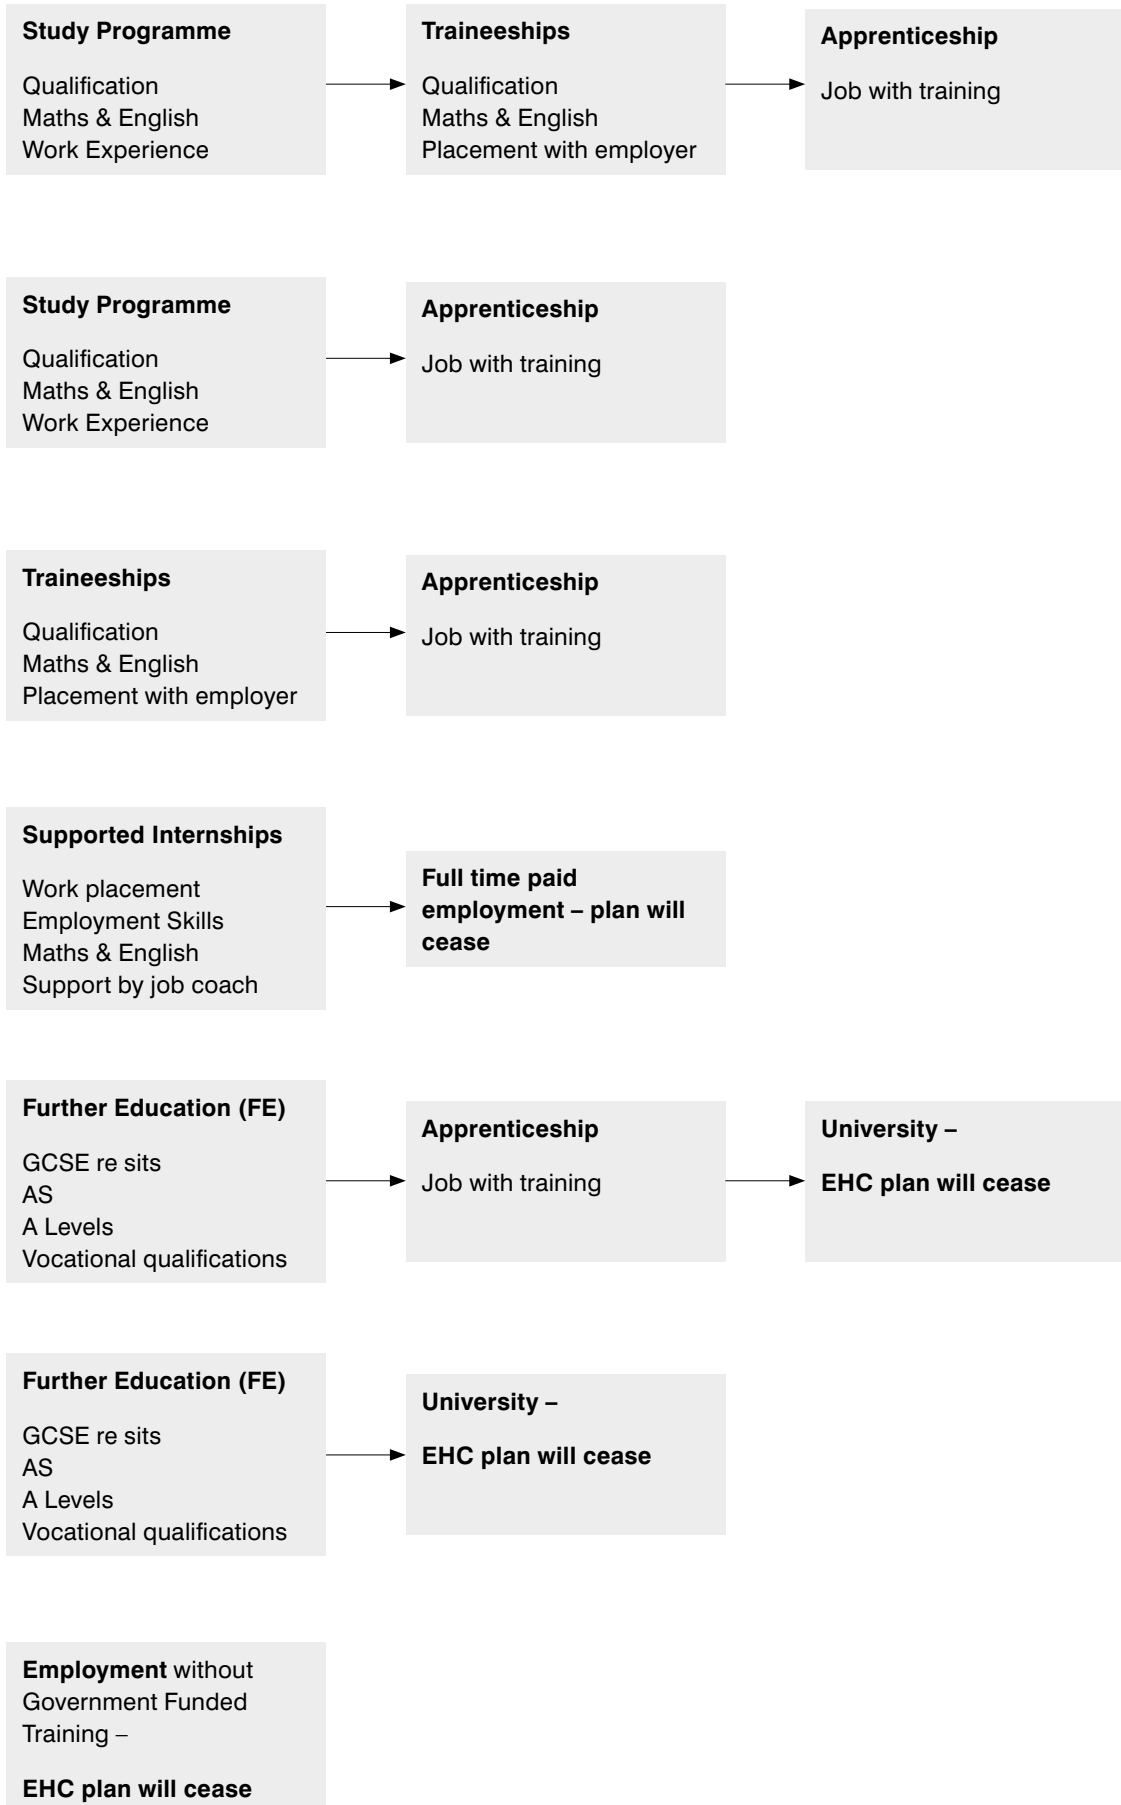 Study Programme
Qualification
Maths & English
Work Experience
Traineeships
Qualification
Maths & English
Placement with employer
Apprenticeship
Job with training
Study Programme
Qualification
Maths & English
Work Experience
Apprenticeship
Job with training
Traineeships
Qualification
Maths & English
Placement with employer
Apprenticeship
Job with training
Supported Internships
Work placement
Employment Skills
Maths & English
Support by job coach
Full time paid
employment – plan will
cease
Further Education (FE)
GCSE re sits
AS
A Levels
Vocational qualifications
Apprenticeship
Job with training
University –
EHC plan will cease
Further Education (FE)
GCSE re sits
AS
A Levels
Vocational qualifications
University –
EHC plan will cease
Employment without
Government Funded
Training –
EHC plan will cease